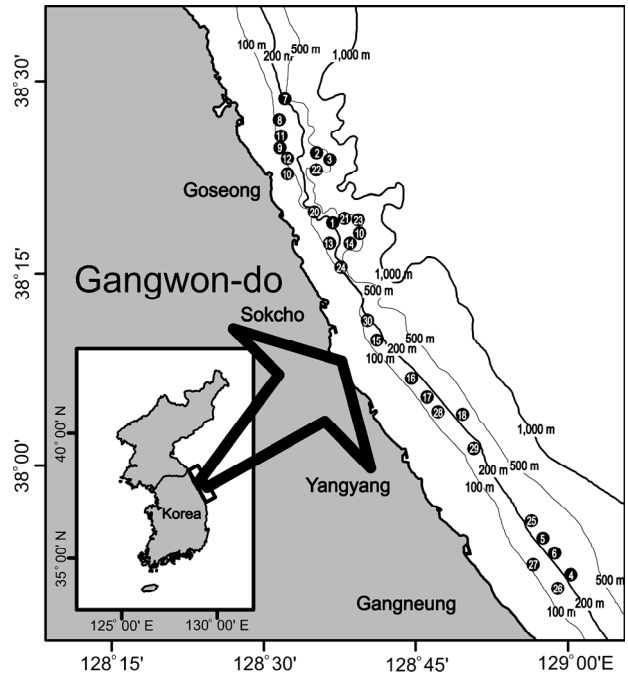 100 m
200 m
500 m
1,000 m
38°30'
7
8
11
9
12
10
2
3
22
Goseong
20
1
21
23
10
13
14
24
38°15'
1,000 m
500 m
Gangwon-do
Sokcho
30
15
500 m
200 m
100 m
16
17
28
18
1,000 m
29
40°00' N
38°00'
200 m
500 m
100 m
Yangyang
Korea
25
5
6
27
4
26
35°00' N
500 m
200 m
100 m
Gangneung
125°00' E
130°00' E
128°15'
128°30'
128°45'
129°00'E